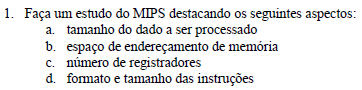 1. Faça um estudo do MIPS destacando os seguintes aspectos:
a. tamanho do dado a ser processado
b. espaço de endereçamento de memória
c. número de registradores
d. formato e tamanho das instruções